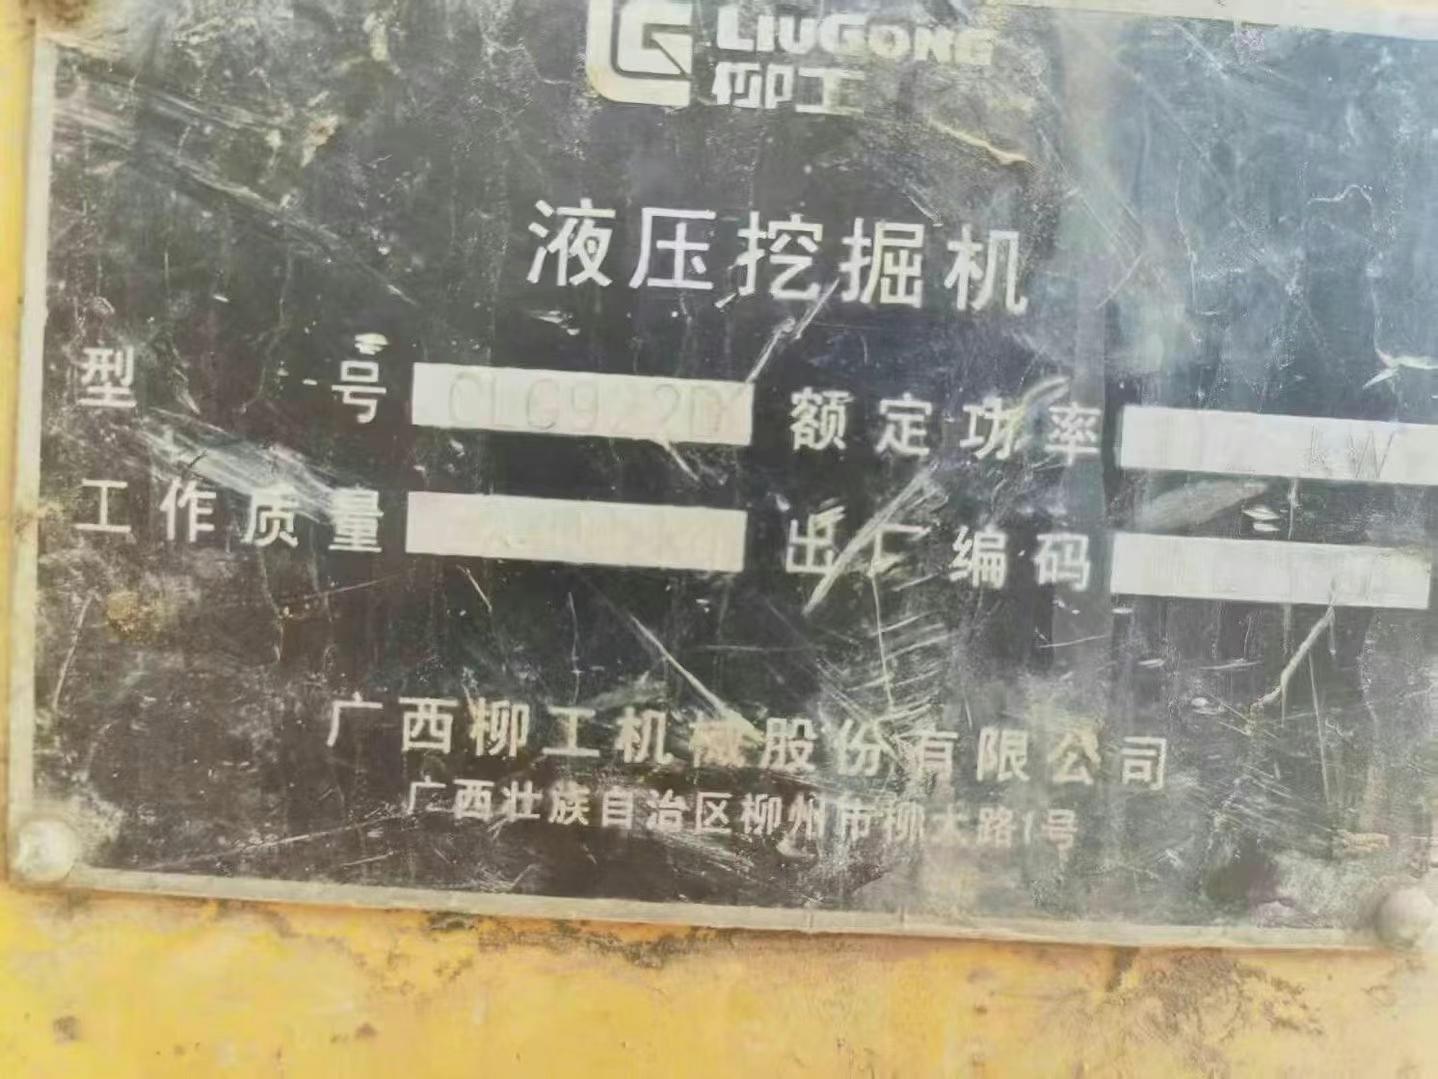 LIUGONG
柳工
液压挖掘机
型号 CLG922D 额定功率 kW
工作质量 出厂编码
广西柳工机械股份有限公司
广西壮族自治区柳州市柳太路1号